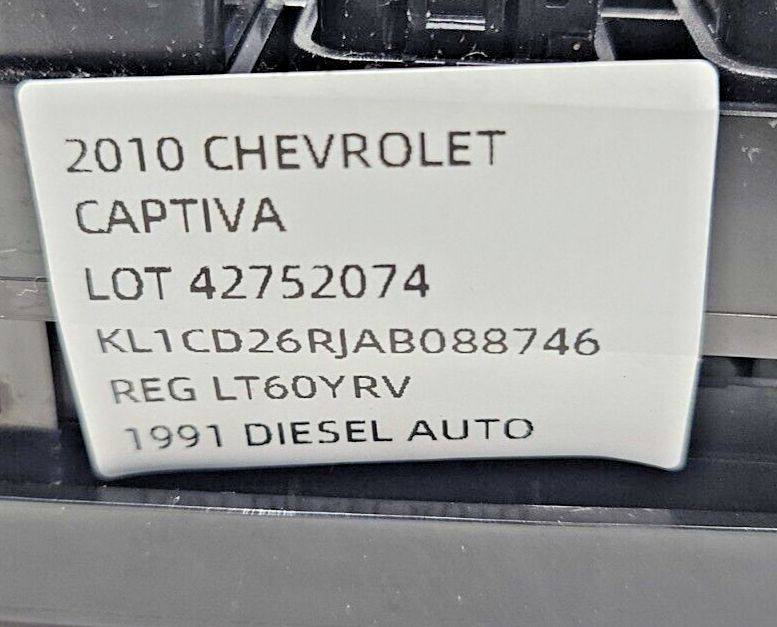 2010 CHEVROLET
CAPTIVA
LOT 42752074
KL1CD26RJAB088746
REG LT60YRV
1991 DIESEL AUTO